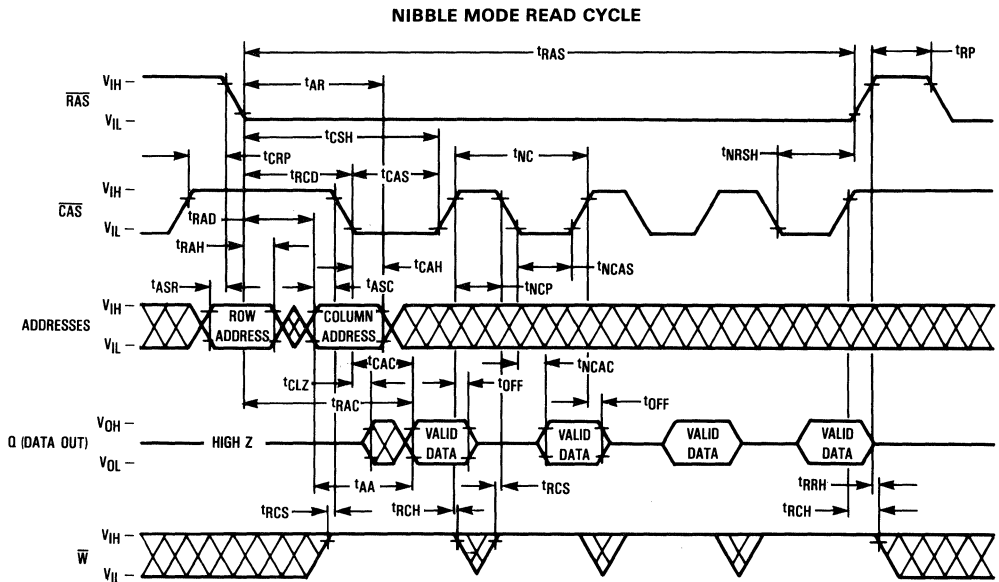 NIBBLE MODE READ CYCLE
tRAS
tRP
VIH
tAR
RAS
VIL
tCSH
tCRP
tNC
tNRSH
tRCD
tCAS
VIH
CAS
tRAD
VIL
tRAH
tCAH
tNCAS
tASR
tASC
tNCP
VIH
ROW
ADDRESS
COLUMN
ADDRESS
ADDRESSES
VIL
tCAC
tNCAC
tCLZ
tOFF
tRAC
tOFF
VOH
Q (DATA OUT)
HIGH Z
VALID
DATA
VALID
DATA
VALID
DATA
VALID
DATA
VOL
tAA
tRCS
tRRH
tRCS
tRCH
tRCH
VIH
W
VIL